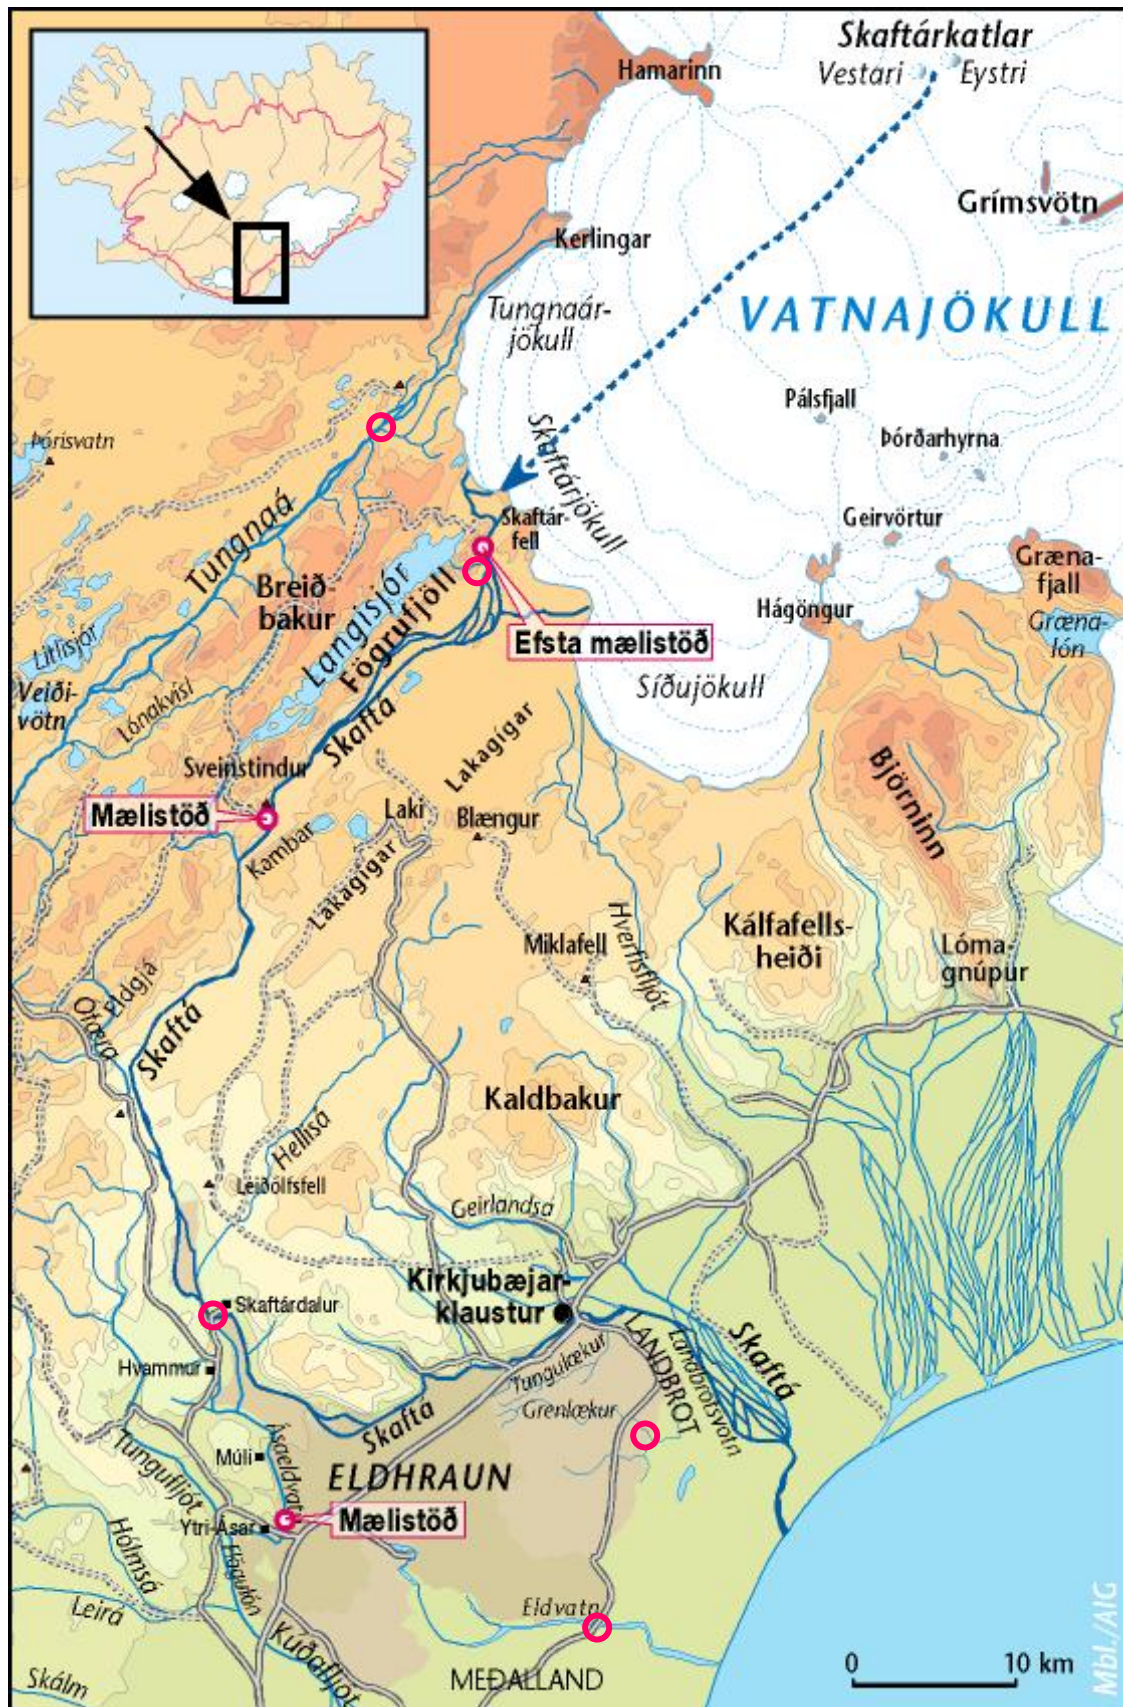 Skaftárkatlar
Vestari
Eystri
Hamarinn
Grímsvötn
Kerlingar
Tungnaár-
jökull
VATNAJÖKULL
Pálsfjall
Þórðarhyrna
Þórisvatn
Skaftárjökull
Geirvörtur
Skaftár-
fell
Græna-
fjall
Tungnaá
Breið-
bakur
Langisjór
Fögrufjöll
Efsta mælistöð
Hágöngur
Græna-
lón
Litlisjór
Síðujökull
Veiði-
vötn
Lónakvísl
Skaftá
Sveinstindur
Lakagígar
Björninn
Mælistöð
Laki
Blængur
Kambar
Lakagígar
Hverfisfljót
Miklafell
Kálfafells-
heiði
Lóma-
gnúpur
Eldgjá
Ófæra
Skaftá
Kaldbakur
Hellisá
Leiðólfsfell
Geirlandsá
Kirkjubæjar-
klaustur
Skaftárdalur
LANDBROT
Landbrotsvötn
Skaftá
Hvammur
Tungulækur
Grenlækur
Skaftá
Ásaeldvatn
Múli
Tungufljót
ELDHRAUN
Mælistöð
Ytri-Ásar
Hólmsá
Flögulón
Leirá
Eldvatn
Kúðafljót
Skálm
MEÐALLAND
0
10 km
Mbl./AIG